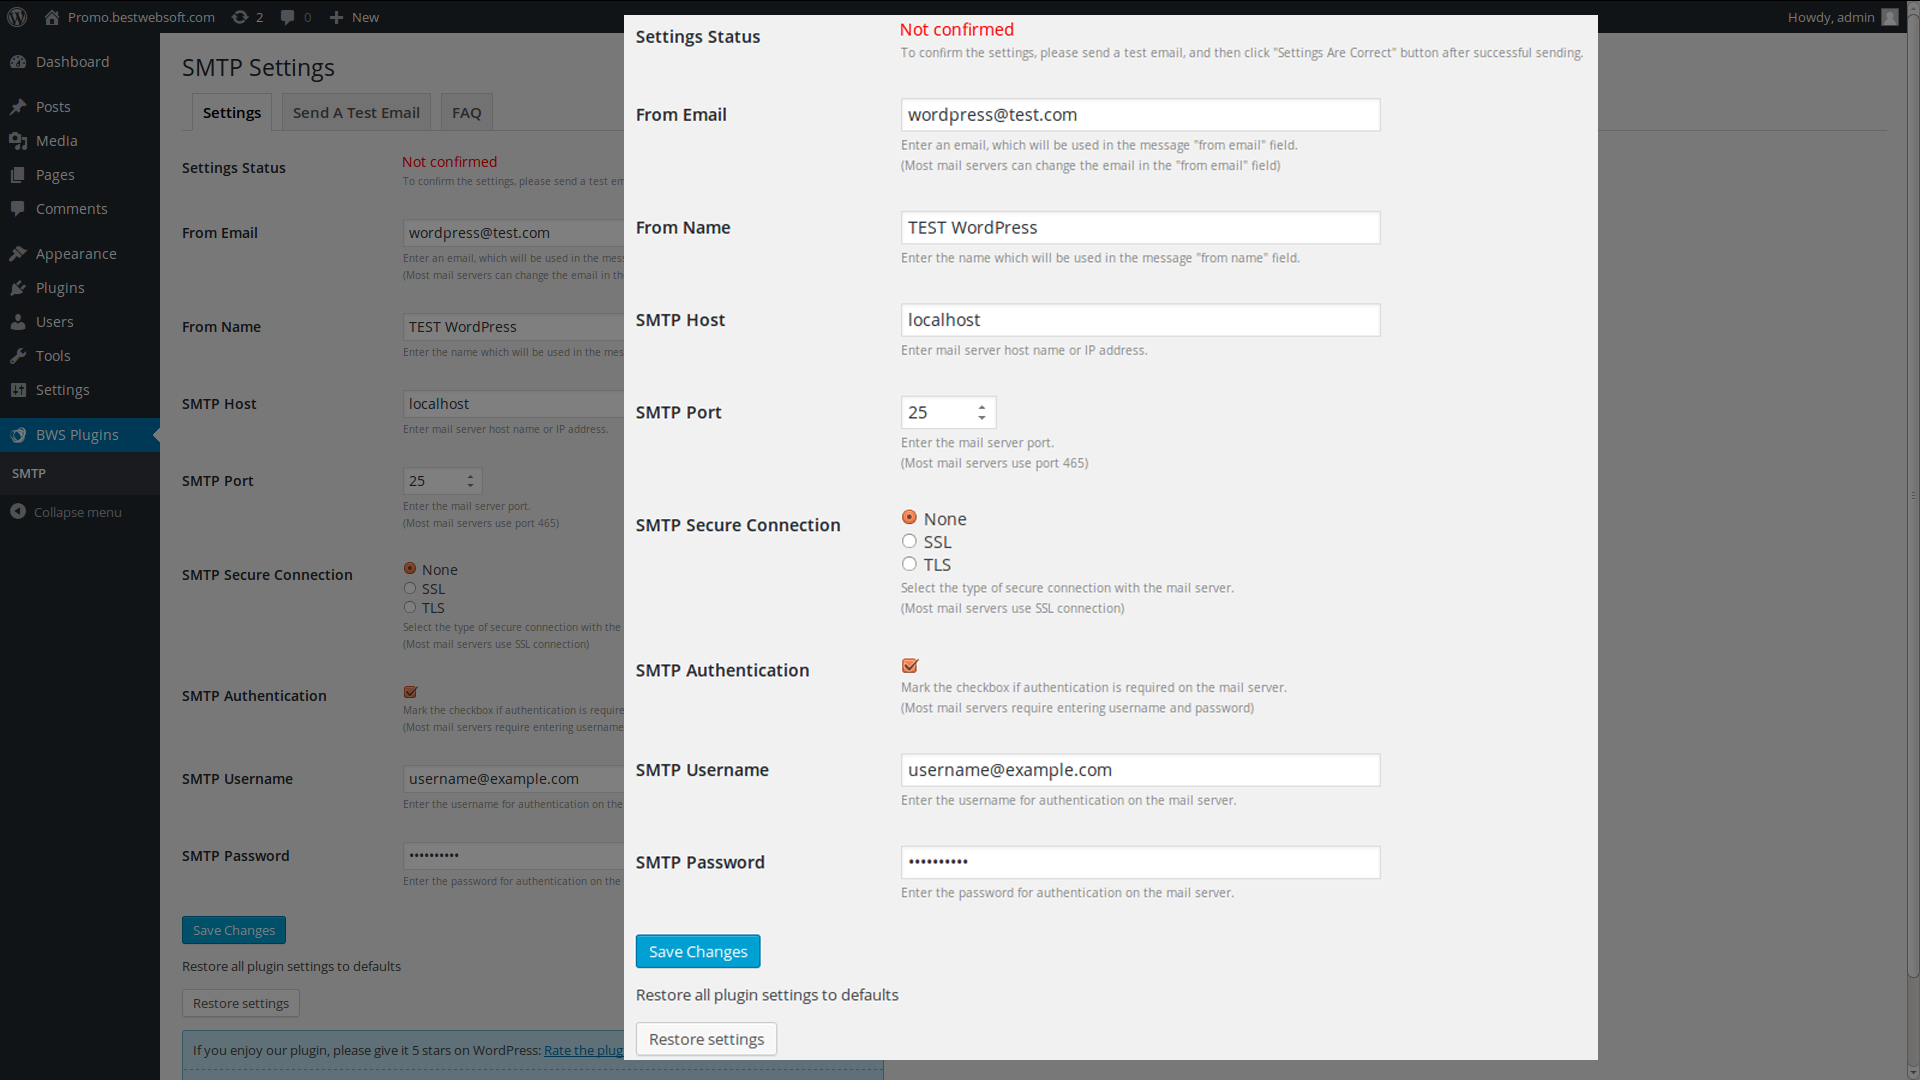 Promo.bestwebsoft.com 2 0 New Howdy, admin
Dashboard
Posts
Media
Pages
Comments
Appearance
Plugins
Users
Tools
Settings
BWS Plugins
SMTP
Collapse menu
SMTP Settings
Settings Send A Test Email FAQ
Settings Status Not confirmed
To confirm the settings, please send a test em
From Email wordpress@test.com
Enter an email, which will be used in the mess
(Most mail servers can change the email in th
From Name TEST WordPress
Enter the name which will be used in the mes
SMTP Host localhost
Enter mail server host name or IP address.
SMTP Port 25
Enter the mail server port.
(Most mail servers use port 465)
SMTP Secure Connection None
SSL
TLS
Select the type of secure connection with the
(Most mail servers use SSL connection)
SMTP Authentication
Mark the checkbox if authentication is require
(Most mail servers require entering username
SMTP Username username@example.com
Enter the username for authentication on the
SMTP Password ••••••••••
Enter the password for authentication on the
Save Changes
Restore all plugin settings to defaults
Restore settings
If you enjoy our plugin, please give it 5 stars on WordPress: Rate the plug
Settings Status Not confirmed
To confirm the settings, please send a test email, and then click "Settings Are Correct" button after successful sending.
From Email wordpress@test.com
Enter an email, which will be used in the message "from email" field.
(Most mail servers can change the email in the "from email" field)
From Name TEST WordPress
Enter the name which will be used in the message "from name" field.
SMTP Host localhost
Enter mail server host name or IP address.
SMTP Port 25
Enter the mail server port.
(Most mail servers use port 465)
SMTP Secure Connection None
SSL
TLS
Select the type of secure connection with the mail server.
(Most mail servers use SSL connection)
SMTP Authentication
Mark the checkbox if authentication is required on the mail server.
(Most mail servers require entering username and password)
SMTP Username username@example.com
Enter the username for authentication on the mail server.
SMTP Password ••••••••••
Enter the password for authentication on the mail server.
Save Changes
Restore all plugin settings to defaults
Restore settings